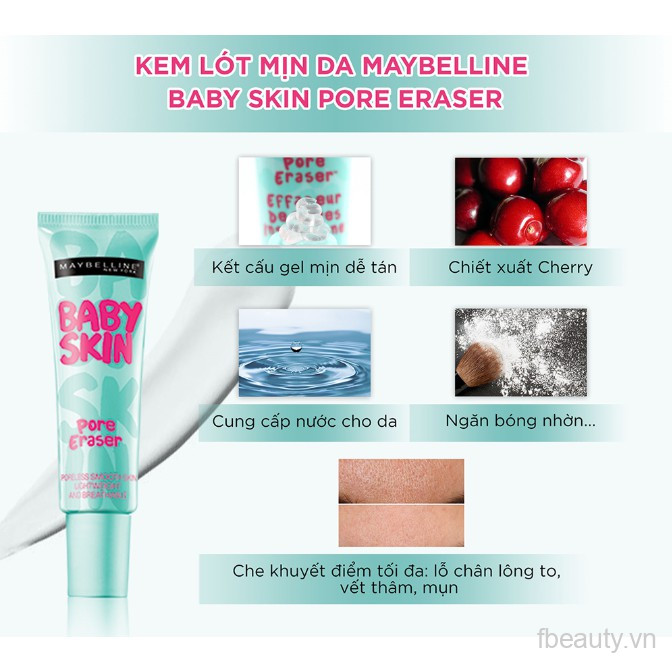 KEM LÓT MỊN DA MAYBELLINE
BABY SKIN PORE ERASER
Pore
Eraser™
MAYBELLINE
NEW YORK
BABY
SKIN
Pore
Eraser
AND
Kết cấu gel mịn dễ tán
Chiết xuất Cherry
Cung cấp nước cho da
Ngăn bóng nhờn...
Che khuyết điểm tối đa: lỗ chân lông to,
vết thâm, mụn
fbeauty.vn